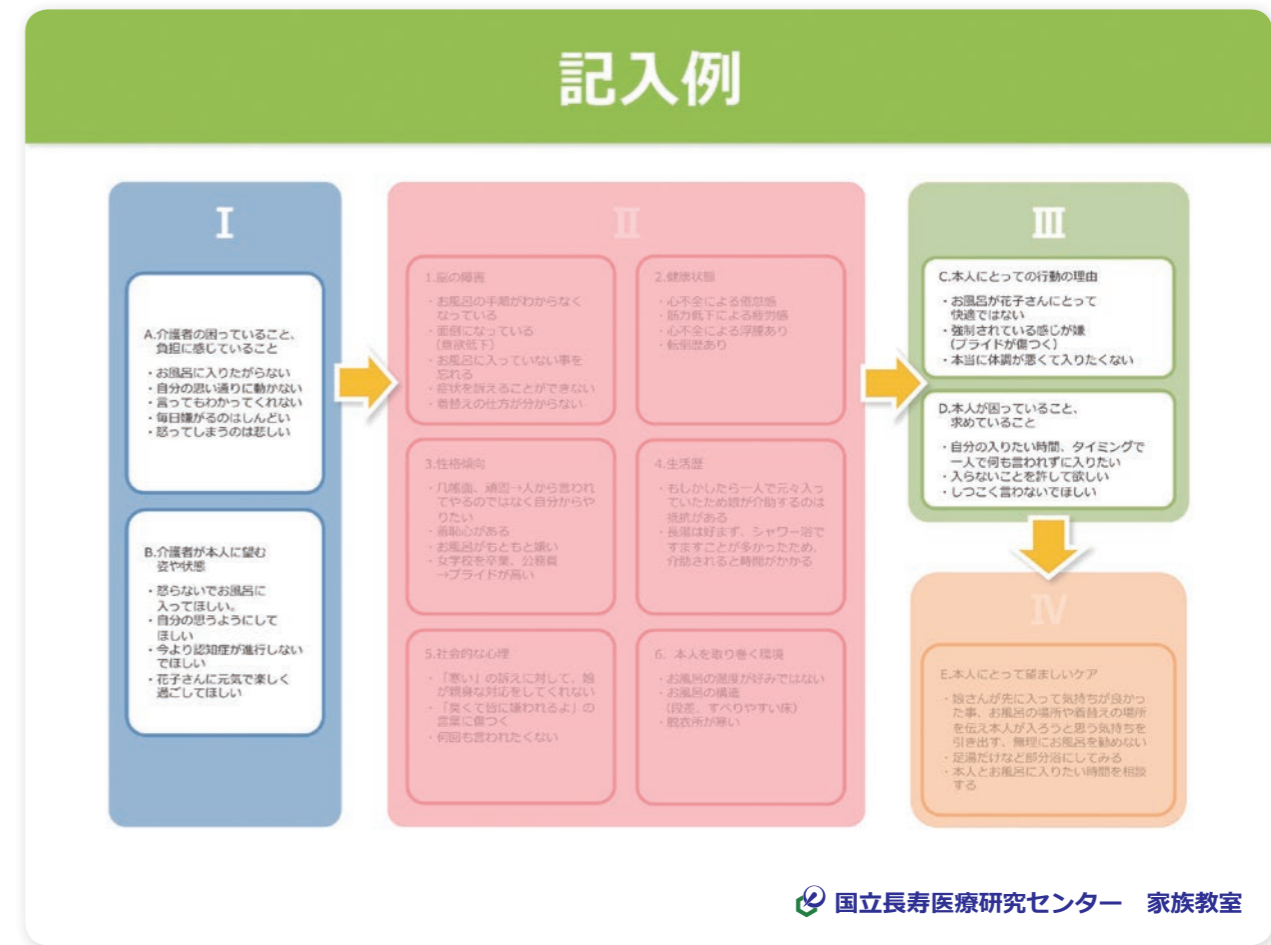 記入例
I
A.介護者の困っていること、
負担に感じていること
・お風呂に入りたがらない
・自分の思い通りに動かない
・言ってもわかってくれない
・毎日嫌がるのはしんどい
・怒ってしまうのは悲しい
B.介護者が本人に望む
姿や状態
・怒らないでお風呂に
入ってほしい。
・自分の思うようにして
ほしい
・今より認知症が進行しない
でほしい
・花子さんに元気で楽しく
過ごしてほしい
II
1.脳の障害
・お風呂の手順がわからなく
なっている
・面倒になっている
(意欲低下)
・お風呂に入っていない事を
忘れる
・症状を訴えることができない
・着替えの仕方が分からない
2.健康状態
・心不全による倦怠感
・筋力低下による疲労感
・心不全による浮腫あり
・転倒歴あり
3.性格傾向
・几帳面、頑固→人から言われ
てやるのではなく自分からや
りたい
・羞恥心がある
・お風呂がもともと嫌い
・女学校を卒業、公務員
→プライドが高い
4.生活歴
・もしかしたら一人で元々入っ
ていたため娘が介助するのは
抵抗がある
・長湯は好まず、シャワー浴で
すますことが多かったため、
介助されると時間がかかる
5.社会的な心理
・「寒い」の訴えに対して、娘
が親身な対応をしてくれない
・「臭くて皆に嫌われるよ」の
言葉に傷つく
・何回も言われたくない
6. 本人を取り巻く環境
・お風呂の温度が好みではない
・お風呂の構造
(段差、すべりやすい床)
・脱衣所が寒い
III
C.本人にとっての行動の理由
・お風呂が花子さんにとって
快適ではない
・強制されている感じが嫌
(プライドが傷つく)
・本当に体調が悪くて入りたくない
D.本人が困っていること、
求めていること
・自分の入りたい時間、タイミングで
一人で何も言われずに入りたい
・入らないことを許して欲しい
・しつこく言わないでほしい
IV
E.本人にとって望ましいケア
・娘さんが先に入って気持ちが良かっ
た事、お風呂の場所や着替えの場所
を伝え本人が入ろうと思う気持ちを
引き出す、無理にお風呂を勧めない
・足湯だけなど部分浴にしてみる
・本人とお風呂に入りたい時間を相談
する
国立長寿医療研究センター 家族教室